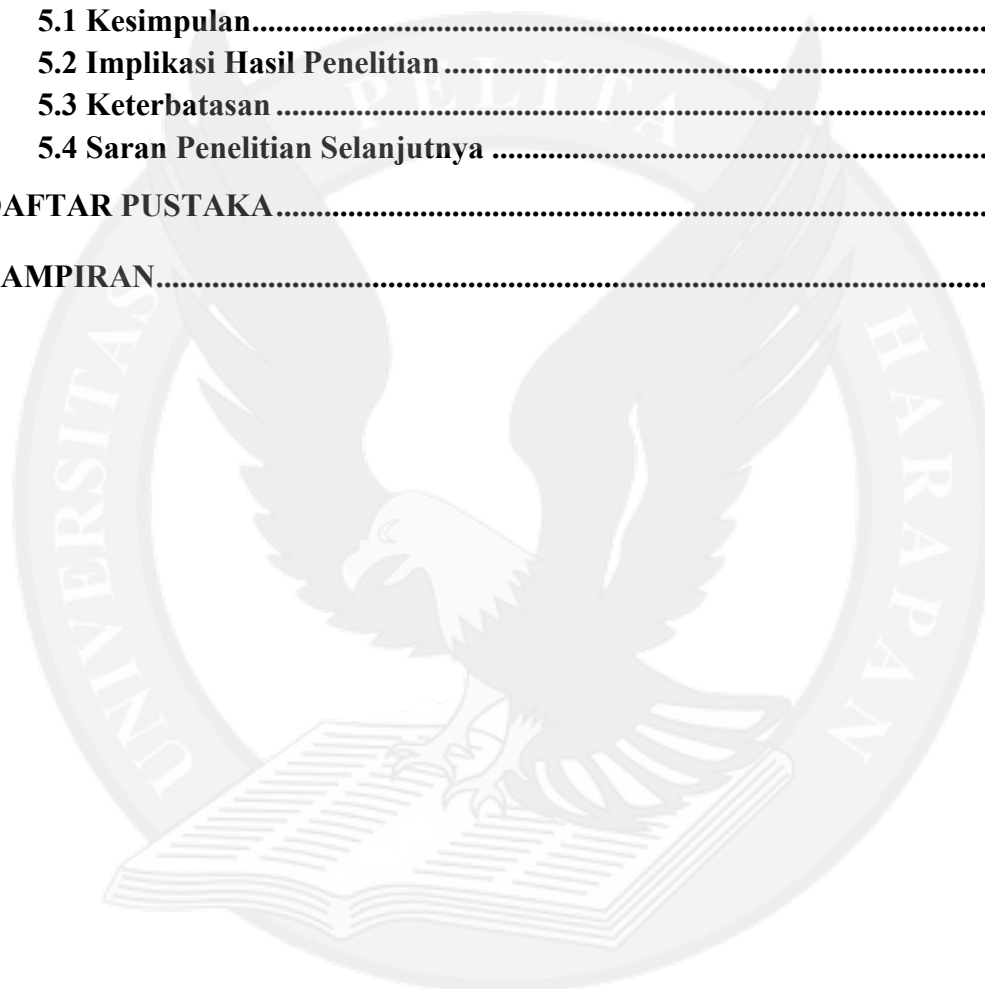 5.1 Kesimpulan....................................................................................................
5.2 Implikasi Hasil Penelitian............................................................................
5.3 Keterbatasan................................................................................................
5.4 Saran Penelitian Selanjutnya......................................................................
DAFTAR PUSTAKA.............................................................................................
AMPIRAN............................................................................................................
UNIVERSITAS PELITA HARAPAN